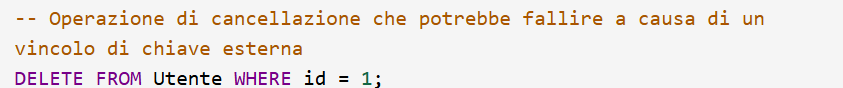 -- Operazione di cancellazione che potrebbe fallire a causa di un
vincolo di chiave esterna
DELETE FROM Utente WHERE id = 1;